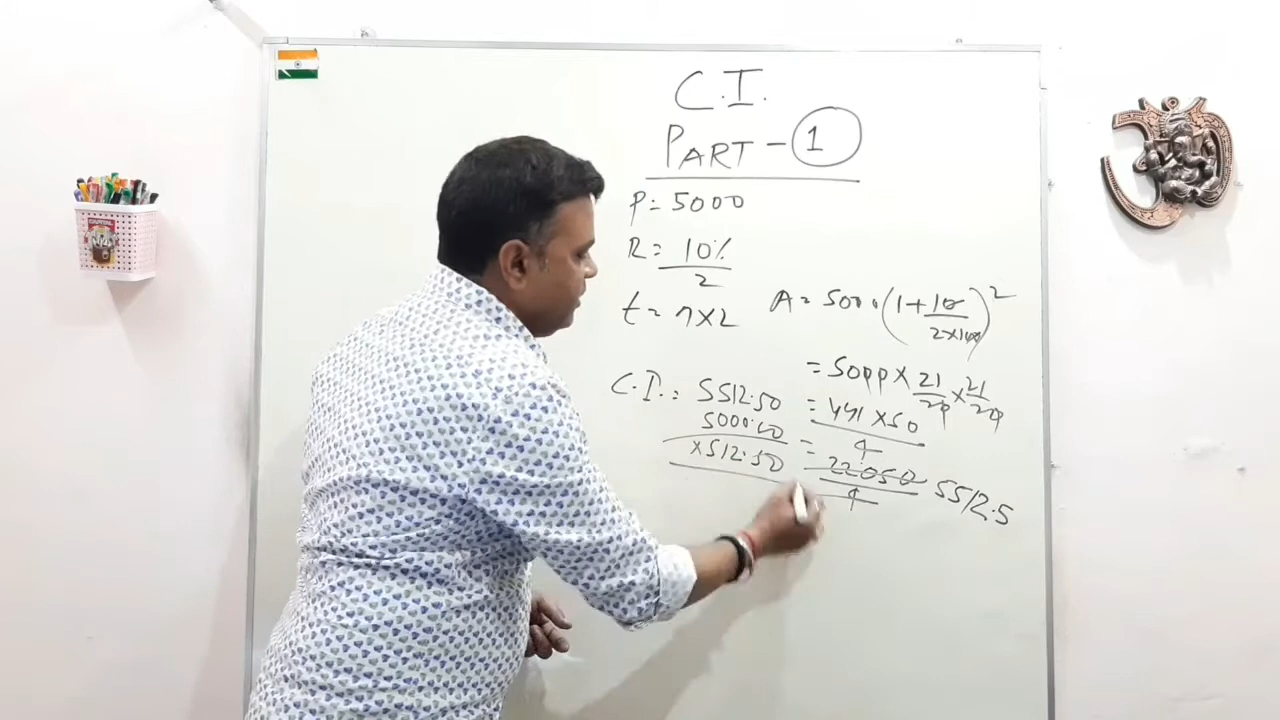 C.I.
PART - 1
P = 5000
R = 10%
2
t = 1 × 2
A = 5000 (1 + 10
2×100)²
= 5000 × 21/20 × 21/20
= 441 × 50
4
= 22050
4
5512.5
C.I. = 5512.50
5000.00
×512.50